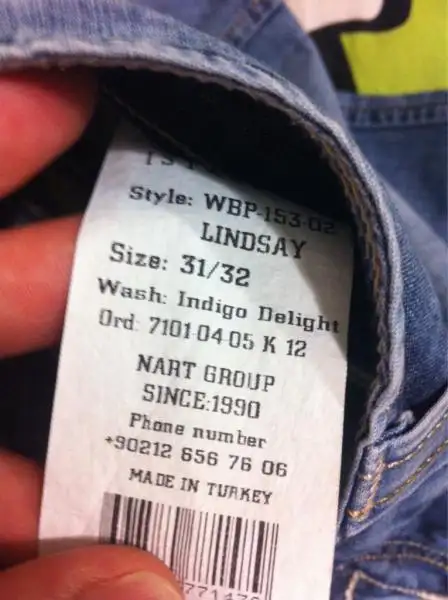 Style: WBP-153-02
LINDSAY
Size: 31/32
Wash: Indigo Delight
Ord: 7101-04-05 K 12
NART GROUP
SINCE:1990
Phone number
+90212 656 76 06
MADE IN TURKEY